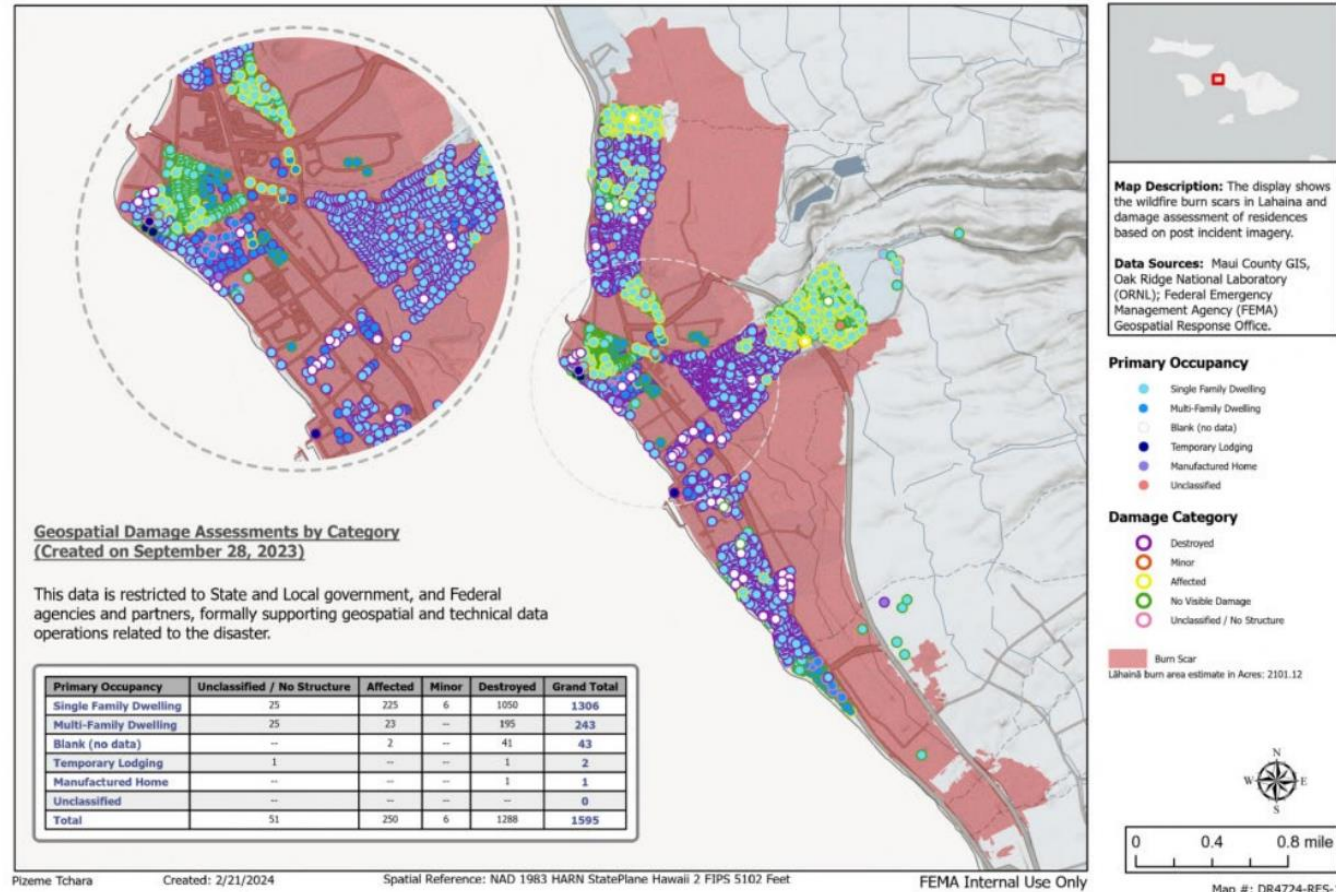 Map Description: The display shows
the wildfire burn scars in Lahaina and
damage assessment of residences
based on post incident imagery.
Data Sources: Maui County GIS,
Oak Ridge National Laboratory
(ORNL); Federal Emergency
Management Agency (FEMA)
Geospatial Response Office.
Primary Occupancy
Single Family Dwelling
Multi-Family Dwelling
Blank (no data)
Temporary Lodging
Manufactured Home
Unclassified
Damage Category
Destroyed
Minor
Affected
No Visible Damage
Unclassified / No Structure
Burn Scar
Lāhainā burn area estimate in Acres: 2101.12
N
W E
S
0 0.4 0.8 mile
Geospatial Damage Assessments by Category
(Created on September 28, 2023)
This data is restricted to State and Local government, and Federal
agencies and partners, formally supporting geospatial and technical data
operations related to the disaster.
Primary Occupancy Unclassified / No Structure Affected Minor Destroyed Grand Total
Single Family Dwelling 25 225 6 1050 1306
Multi-Family Dwelling 25 23 -- 195 243
Blank (no data) -- 2 -- 41 43
Temporary Lodging 1 -- -- 1 2
Manufactured Home -- -- -- 1 1
Unclassified -- -- -- -- 0
Total 51 250 6 1288 1595
Pizeme Tchara Created: 2/21/2024 Spatial Reference: NAD 1983 HARN StatePlane Hawaii 2 FIPS 5102 Feet FEMA Internal Use Only
Map #: DR4724-RES-